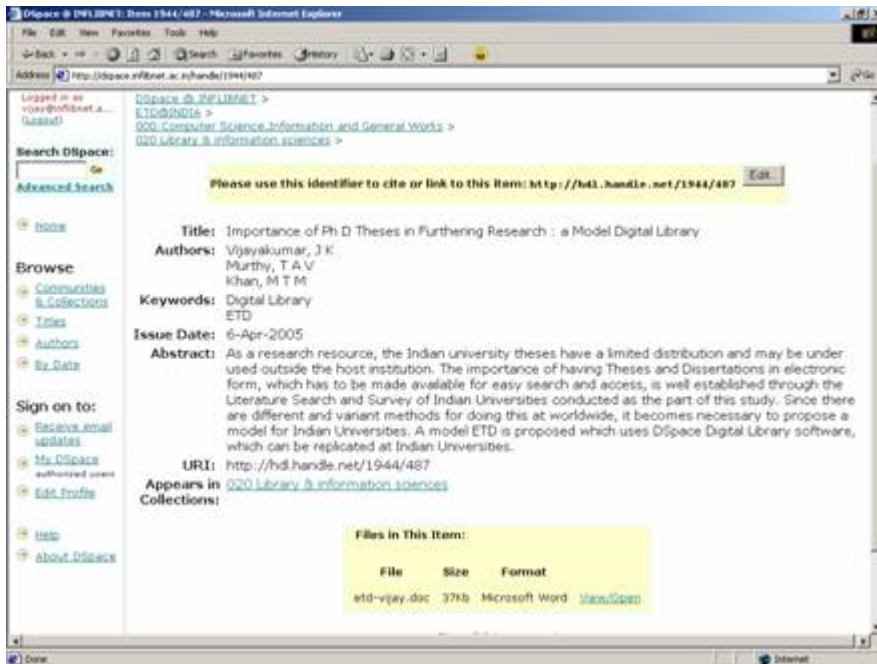 DSpace @ INFLIBNET: Item 1944/487 - Microsoft Internet Explorer
File Edit View Favorites Tools Help
Back Search Favorites History
Address http://dspace.inflibnet.ac.in/handle/1944/487 Go
Logged in as
vijay@inflibnet.a...
(Logout)
Search DSpace:
Go
Advanced Search
Home
Browse
Communities
& Collections
Titles
Authors
By Date
Sign on to:
Receive email
updates
My DSpace
authorized users
Edit Profile
Help
About DSpace
DSpace @ INFLIBNET >
ETD@INDIA >
000 Computer Science,Information and General Works >
020 Library & information sciences >
Please use this identifier to cite or link to this item: http://hdl.handle.net/1944/487 Edit...
Title: Importance of Ph D Theses in Furthering Research : a Model Digital Library
Authors: Vijayakumar, J K
Murthy, T A V
Khan, M T M
Keywords: Digital Library
ETD
Issue Date: 6-Apr-2005
Abstract: As a research resource, the Indian university theses have a limited distribution and may be under
used outside the host institution. The importance of having Theses and Dissertations in electronic
form, which has to be made available for easy search and access, is well established through the
Literature Search and Survey of Indian Universities conducted as the part of this study. Since there
are different and variant methods for doing this at worldwide, it becomes necessary to propose a
model for Indian Universities. A model ETD is proposed which uses DSpace Digital Library software,
which can be replicated at Indian Universities.
URI: http://hdl.handle.net/1944/487
Appears in 020 Library & information sciences
Collections:
Files in This Item:
File Size Format
etd-vijay.doc 37Kb Microsoft Word View/Open
Done Internet